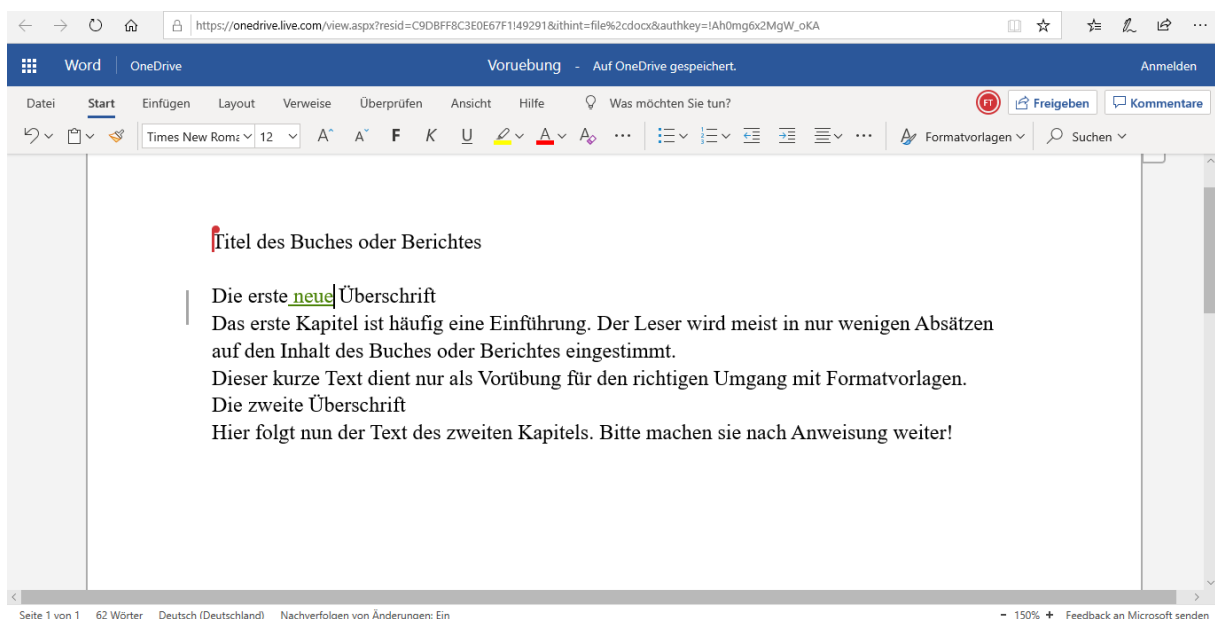 https://onedrive.live.com/view.aspx?resid=C9DBFF8C3E0E67F1!49291&ithint=file%2cdocx&authkey=!Ah0mg6x2MgW_oKA
Word OneDrive Voruebung - Auf OneDrive gespeichert. Anmelden
Datei Start Einfügen Layout Verweise Überprüfen Ansicht Hilfe Was möchten Sie tun? FT Freigeben Kommentare
Times New Roma 12 A A F K U A A Formatvorlagen Suchen
Titel des Buches oder Berichtes
Die erste neue Überschrift
Das erste Kapitel ist häufig eine Einführung. Der Leser wird meist in nur wenigen Absätzen
auf den Inhalt des Buches oder Berichtes eingestimmt.
Dieser kurze Text dient nur als Vorübung für den richtigen Umgang mit Formatvorlagen.
Die zweite Überschrift
Hier folgt nun der Text des zweiten Kapitels. Bitte machen sie nach Anweisung weiter!
Seite 1 von 1 62 Wörter Deutsch (Deutschland) Nachverfolgen von Änderungen: Ein - 150% + Feedback an Microsoft senden